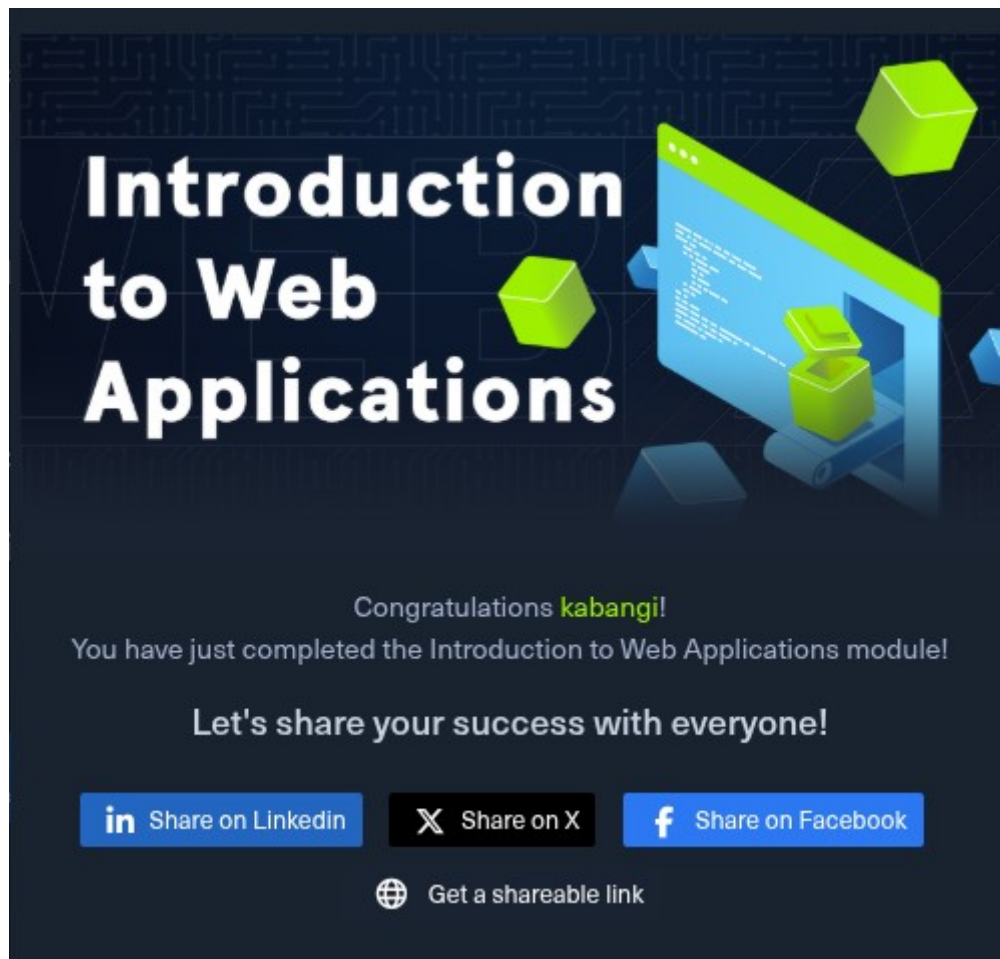 Introduction
to Web
Applications
Congratulations kabangi!
You have just completed the Introduction to Web Applications module!
Let's share your success with everyone!
in Share on Linkedin
X Share on X
f Share on Facebook
Get a shareable link